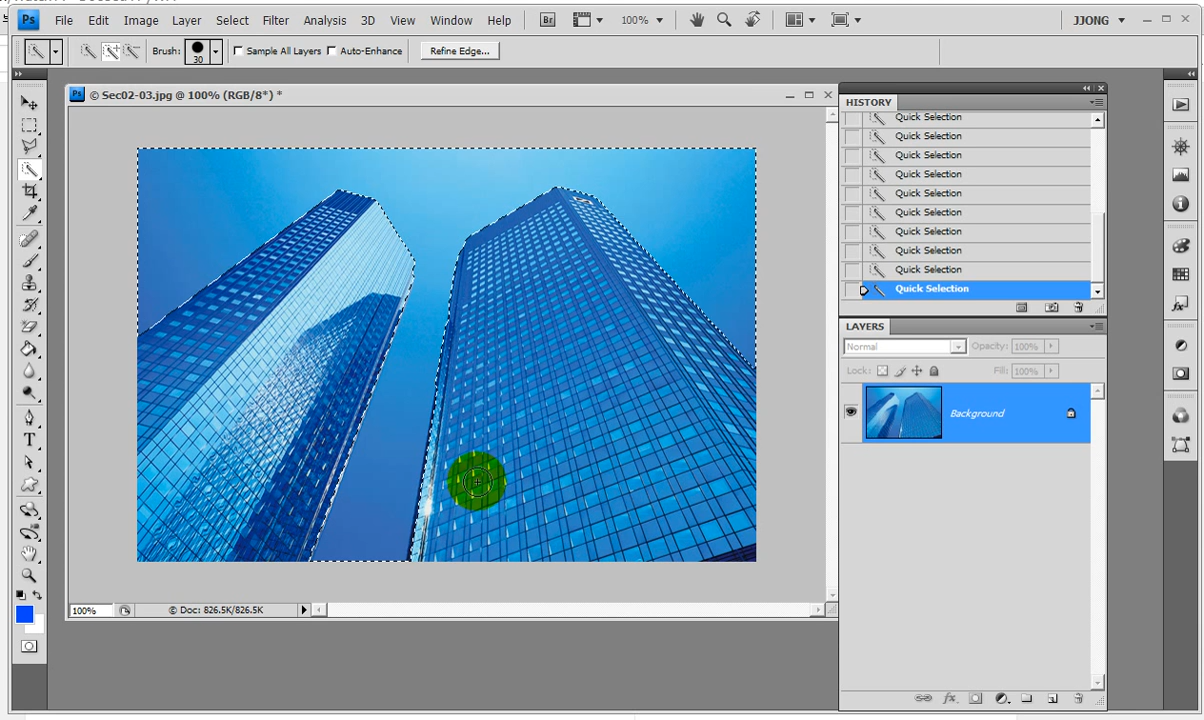 Ps File Edit Image Layer Select Filter Analysis 3D View Window Help Br 100% JJONG
Brush: 30 Sample All Layers Auto-Enhance Refine Edge...
Ps © Sec02-03.jpg @ 100% (RGB/8*) *
HISTORY
Quick Selection
Quick Selection
Quick Selection
Quick Selection
Quick Selection
Quick Selection
Quick Selection
Quick Selection
Quick Selection
Quick Selection
LAYERS
Normal Opacity: 100%
Lock: Fill: 100%
Background
T
100% © Doc: 826.5K/826.5K
fx